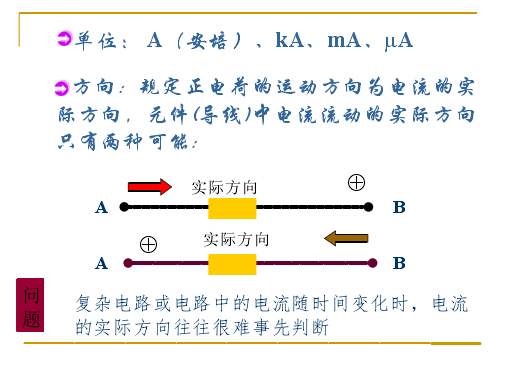 单位： A（安培）、kA、mA、μA
方向：规定正电荷的运动方向为电流的实
际方向，元件(导线)中电流流动的实际方向
只有两种可能：
实际方向
A B
实际方向
A B
问
题
复杂电路或电路中的电流随时间变化时，电流
的实际方向往往很难事先判断